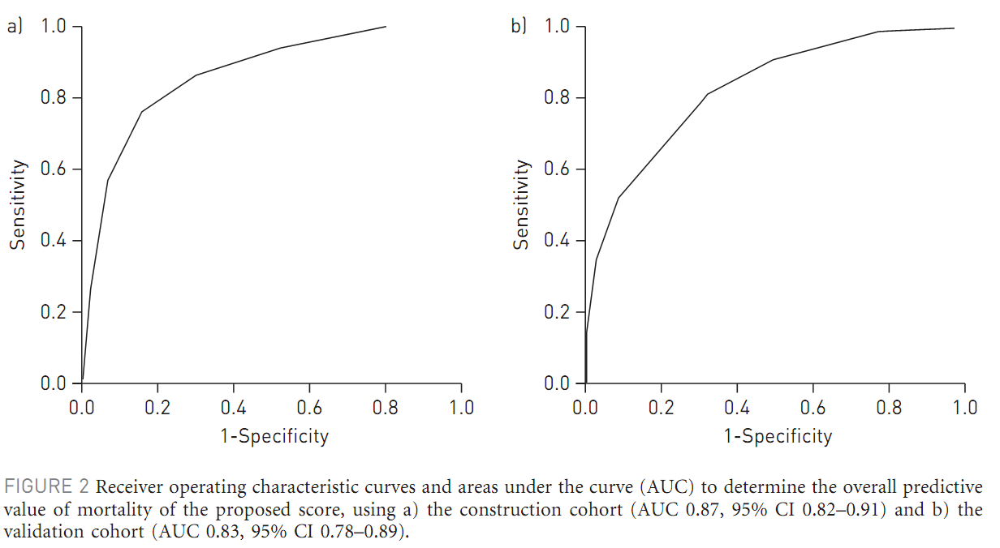 a)
1.0
0.8
0.6
0.4
0.2
0.0
Sensitivity
0.0 0.2 0.4 0.6 0.8 1.0
1-Specificity
b)
1.0
0.8
0.6
0.4
0.2
0.0
Sensitivity
0.0 0.2 0.4 0.6 0.8 1.0
1-Specificity
FIGURE 2 Receiver operating characteristic curves and areas under the curve (AUC) to determine the overall predictive
value of mortality of the proposed score, using a) the construction cohort (AUC 0.87, 95% CI 0.82–0.91) and b) the
validation cohort (AUC 0.83, 95% CI 0.78–0.89).